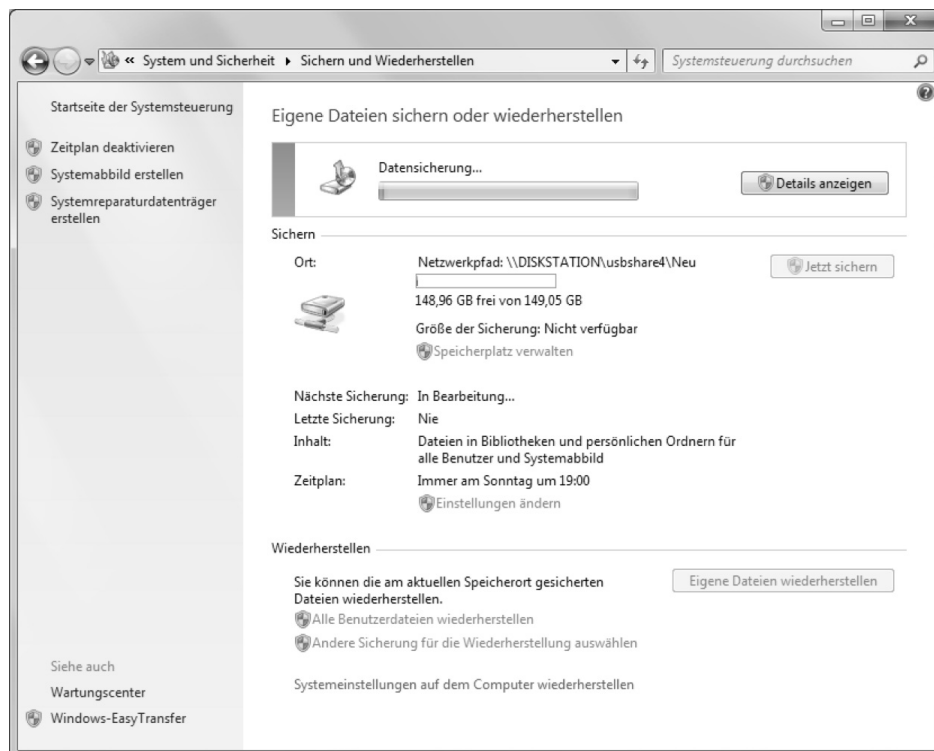 « System und Sicherheit ▸ Sichern und Wiederherstellen
Systemsteuerung durchsuchen
Startseite der Systemsteuerung
Zeitplan deaktivieren
Systemabbild erstellen
Systemreparaturdatenträger
erstellen
Eigene Dateien sichern oder wiederherstellen
Datensicherung...
Details anzeigen
Sichern
Ort:
Netzwerkpfad: \\DISKSTATION\usbshare4\Neu
Jetzt sichern
148,96 GB frei von 149,05 GB
Größe der Sicherung: Nicht verfügbar
Speicherplatz verwalten
Nächste Sicherung: In Bearbeitung...
Letzte Sicherung: Nie
Inhalt: Dateien in Bibliotheken und persönlichen Ordnern für
alle Benutzer und Systemabbild
Zeitplan: Immer am Sonntag um 19:00
Einstellungen ändern
Wiederherstellen
Sie können die am aktuellen Speicherort gesicherten
Dateien wiederherstellen.
Eigene Dateien wiederherstellen
Alle Benutzerdateien wiederherstellen
Andere Sicherung für die Wiederherstellung auswählen
Systemeinstellungen auf dem Computer wiederherstellen
Siehe auch
Wartungscenter
Windows-EasyTransfer